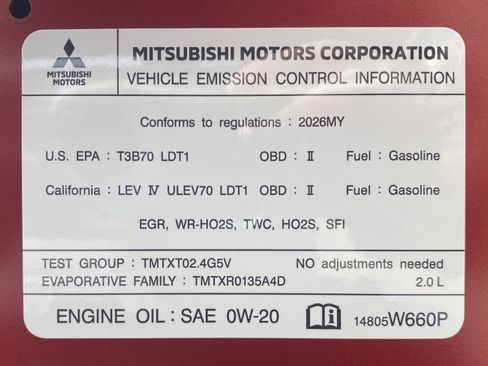 MITSUBISHI MOTORS CORPORATION
MITSUBISHI MOTORS
VEHICLE EMISSION CONTROL INFORMATION
Conforms to regulations : 2026MY
U.S. EPA : T3B70 LDT1 OBD : Ⅱ Fuel : Gasoline
California : LEV Ⅳ ULEV70 LDT1 OBD : Ⅱ Fuel : Gasoline
EGR, WR-HO2S, TWC, HO2S, SFI
TEST GROUP : TMTXT02.4G5V NO adjustments needed
EVAPORATIVE FAMILY : TMTXR0135A4D 2.0 L
ENGINE OIL : SAE 0W-20 14805W660P